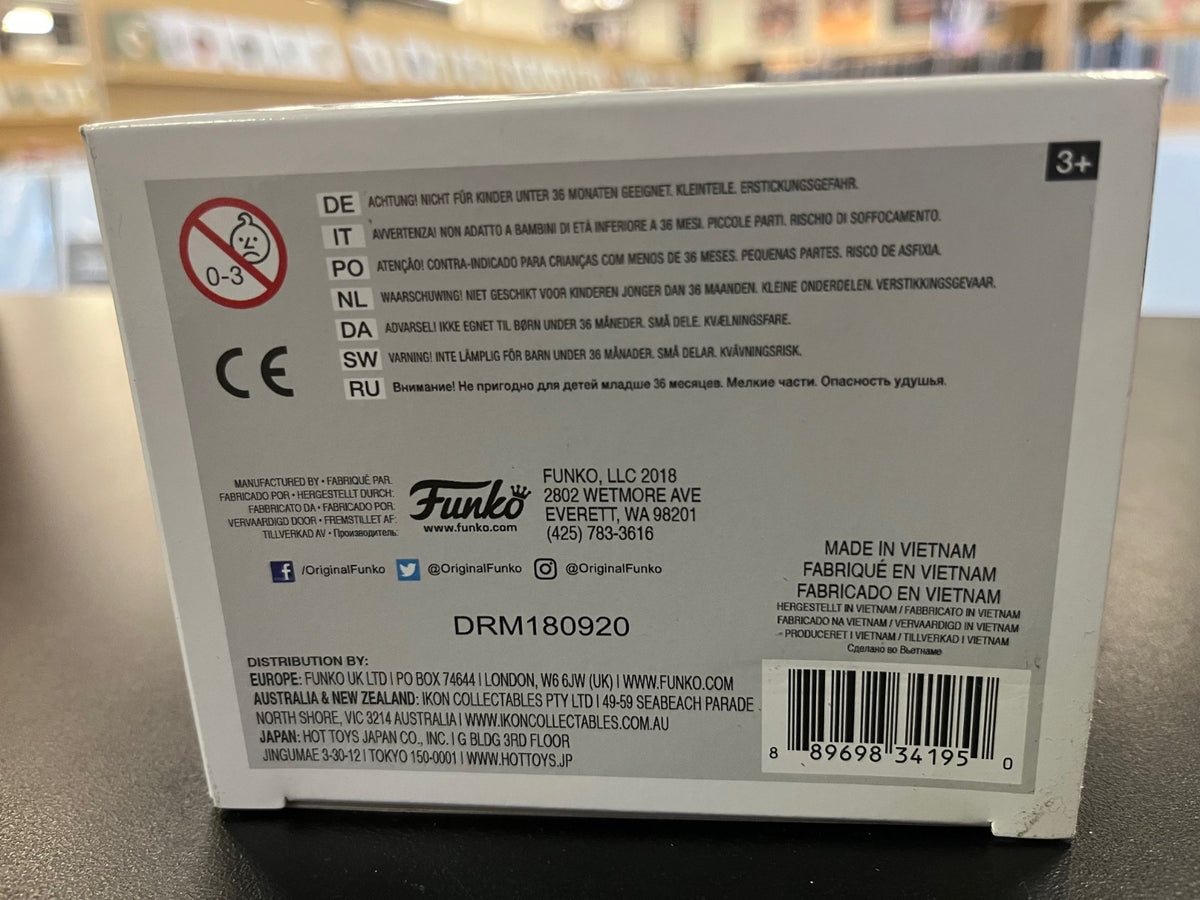 3+
0-3
DE ACHTUNG! NICHT FÜR KINDER UNTER 36 MONATEN GEEIGNET. KLEINTEILE. ERSTICKUNGSGEFAHR.
IT AVVERTENZA! NON ADATTO A BAMBINI DI ETÀ INFERIORE A 36 MESI. PICCOLE PARTI. RISCHIO DI SOFFOCAMENTO.
PO ATENÇÃO! CONTRA-INDICADO PARA CRIANÇAS COM MENOS DE 36 MESES. PEQUENAS PARTES. RISCO DE ASFIXIA.
NL WAARSCHUWING! NIET GESCHIKT VOOR KINDEREN JONGER DAN 36 MAANDEN. KLEINE ONDERDELEN. VERSTIKKINGSGEVAAR.
DA ADVARSEL! IKKE EGNET TIL BØRN UNDER 36 MÅNEDER. SMÅ DELE. KVÆLNINGSFARE.
SW VARNING! INTE LÄMPLIG FÖR BARN UNDER 36 MÅNADER. SMÅ DELAR. KVÄVNINGSRISK.
RU Внимание! Не пригодно для детей младше 36 месяцев. Мелкие части. Опасность удушья.
CE
MANUFACTURED BY • FABRIQUÉ PAR:
FABRICADO POR • HERGESTELLT DURCH:
FABBRICATO DA • FABRICADO POR:
VERVAARDIGD DOOR • FREMSTILLET AF:
TILLVERKAD AV • Производитель:
Funko
www.funko.com
FUNKO, LLC 2018
2802 WETMORE AVE
EVERETT, WA 98201
(425) 783-3616
/OriginalFunko @OriginalFunko @OriginalFunko
DRM180920
MADE IN VIETNAM
FABRIQUÉ EN VIETNAM
FABRICADO EN VIETNAM
HERGESTELLT IN VIETNAM / FABBRICATO IN VIETNAM
FABRICADO NA VIETNAM / VERVAARDIGD IN VIETNAM
PRODUCERET I VIETNAM / TILLVERKAD I VIETNAM
Сделано во Вьетнаме
DISTRIBUTION BY:
EUROPE: FUNKO UK LTD | PO BOX 74644 | LONDON, W6 6JW (UK) | WWW.FUNKO.COM
AUSTRALIA & NEW ZEALAND: IKON COLLECTABLES PTY LTD | 49-59 SEABEACH PARADE
NORTH SHORE, VIC 3214 AUSTRALIA | WWW.IKONCOLLECTABLES.COM.AU
JAPAN: HOT TOYS JAPAN CO., INC. | G BLDG 3RD FLOOR
JINGUMAE 3-30-12 | TOKYO 150-0001 | WWW.HOTTOYS.JP
8 89698 34195 0